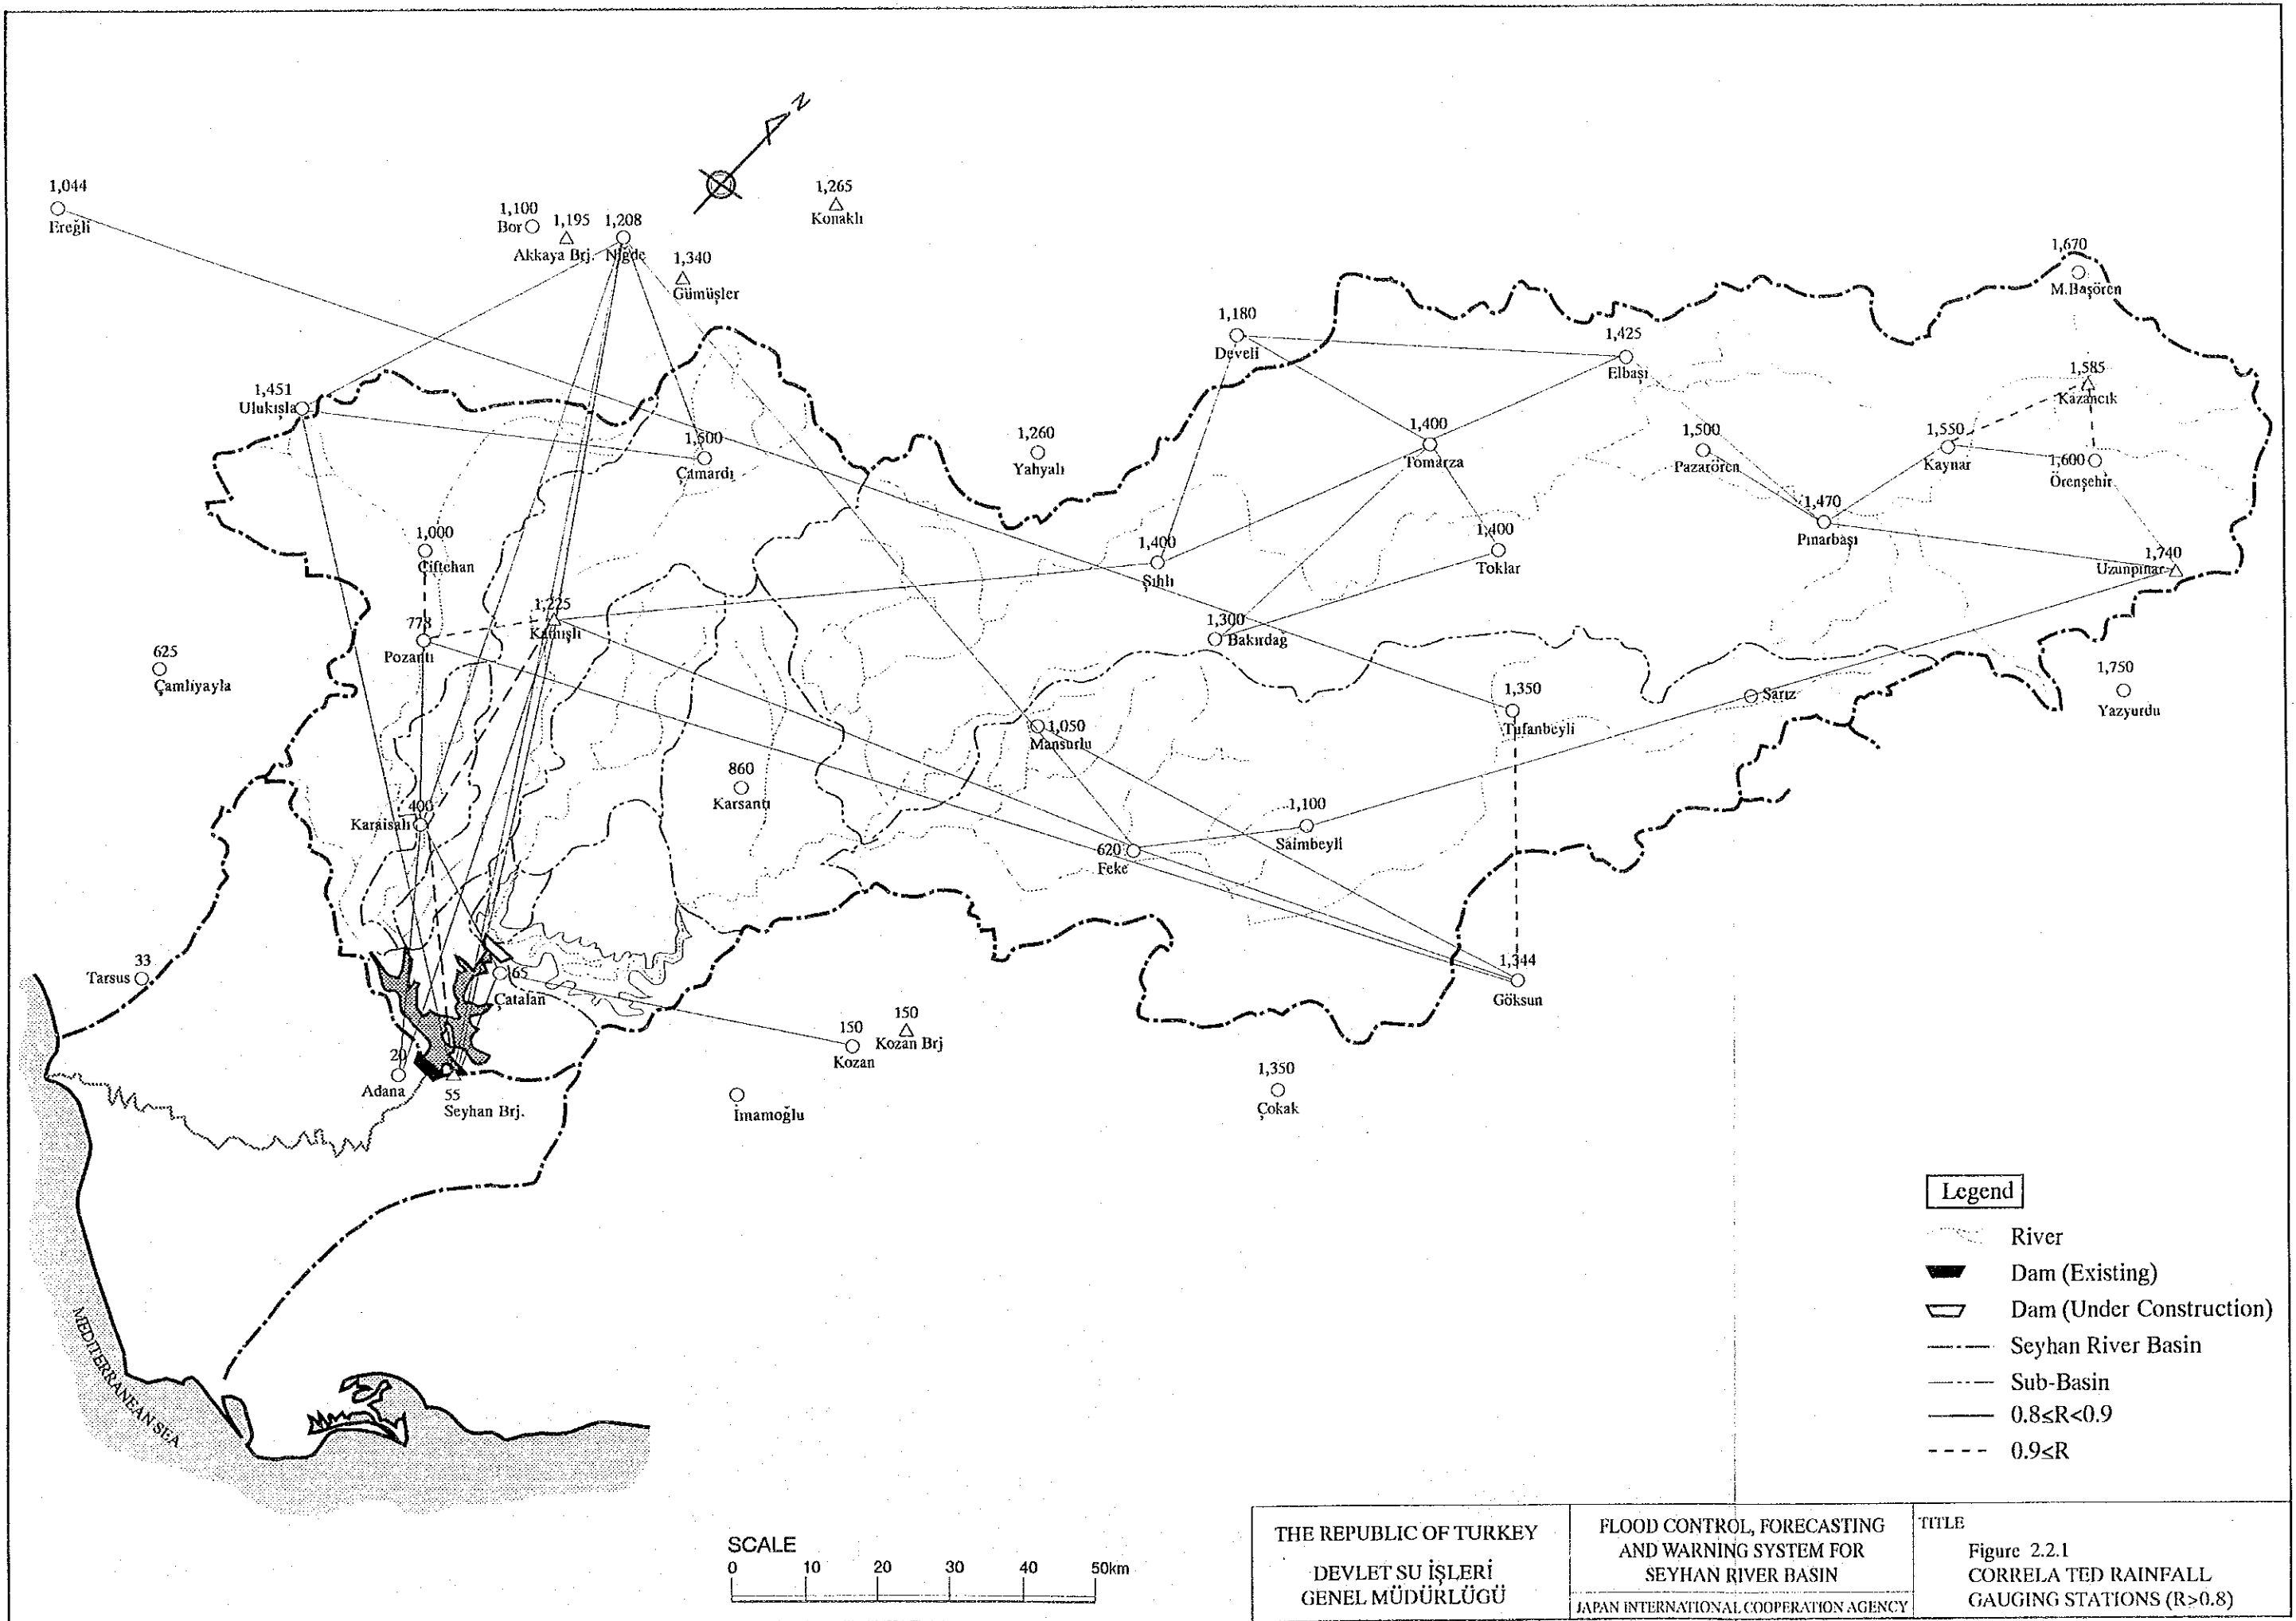 N
1,044
Ereğli
1,100
Bor
1,195
Akkaya Brj.
1,208
Niğde
1,265
Konaklı
1,340
Gümüşler
1,670
M.Başören
1,180
Develi
1,425
Elbaşı
1,585
Kazancık
1,451
Ulukışla
1,500
Çamardı
1,260
Yahyalı
1,400
Tomarza
1,500
Pazarören
1,550
Kaynar
1,600
Örenşehir
1,470
Pınarbaşı
1,000
Çiftehan
1,400
Şıhlı
1,400
Toklar
1,740
Uzunpınar
1,225
Kamışlı
778
Pozantı
1,300
Bakırdağ
625
Çamlıyayla
1,350
Tufanbeyli
Sarız
1,750
Yazyurdu
1,050
Mansurlu
860
Karsantı
400
Karaisalı
1,100
Saimbeyli
620
Feke
33
Tarsus
65
Çatalan
1,344
Göksun
150
Kozan
150
Kozan Brj
20
Adana
55
Seyhan Brj.
İmamoğlu
1,350
Çokak
MEDITERRANEAN SEA
Legend
River
Dam (Existing)
Dam (Under Construction)
Seyhan River Basin
Sub-Basin
0.8≤R<0.9
0.9≤R
SCALE
0 10 20 30 40 50km
THE REPUBLIC OF TURKEY
DEVLET SU İŞLERİ
GENEL MÜDÜRLÜĞÜ
FLOOD CONTROL, FORECASTING
AND WARNING SYSTEM FOR
SEYHAN RIVER BASIN
JAPAN INTERNATIONAL COOPERATION AGENCY
TITLE
Figure 2.2.1
CORRELA TED RAINFALL
GAUGING STATIONS (R>0.8)